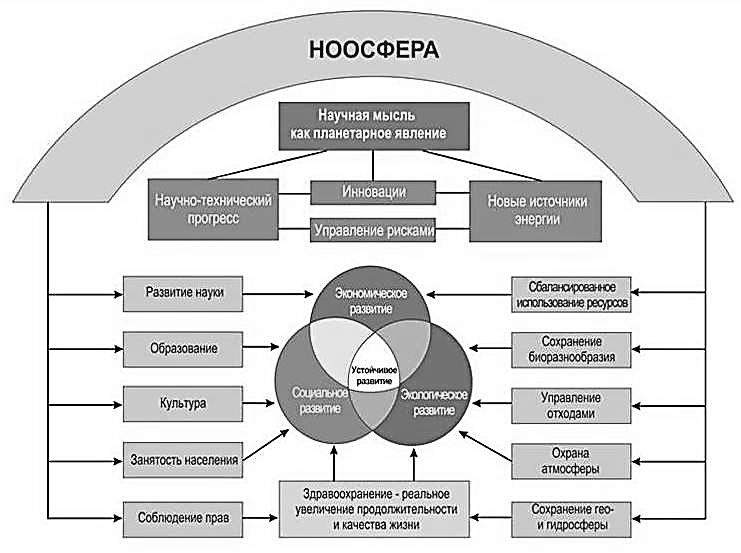 НООСФЕРА
Научная мысль
как планетарное явление
Научно-технический
прогресс
Инновации
Управление рисками
Новые источники
энергии
Развитие науки
Образование
Культура
Занятость населения
Соблюдение прав
Экономическое
развитие
Устойчивое
развитие
Социальное
развитие
Экологическое
развитие
Здравоохранение - реальное
увеличение продолжительности
и качества жизни
Сбалансированное
использование ресурсов
Сохранение
биоразнообразия
Управление
отходами
Охрана
атмосферы
Сохранение гео-
и гидросферы